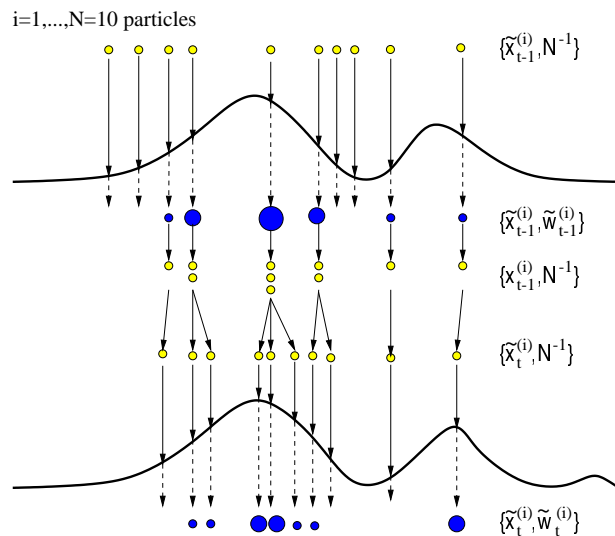 i=1,...,N=10 particles
{x̃_{t-1}^{(i)},N^{-1}}
{x̃_{t-1}^{(i)},w̃_{t-1}^{(i)}}
{x_{t-1}^{(i)},N^{-1}}
{x̃_t^{(i)},N^{-1}}
{x̃_t^{(i)},w̃_t^{(i)}}